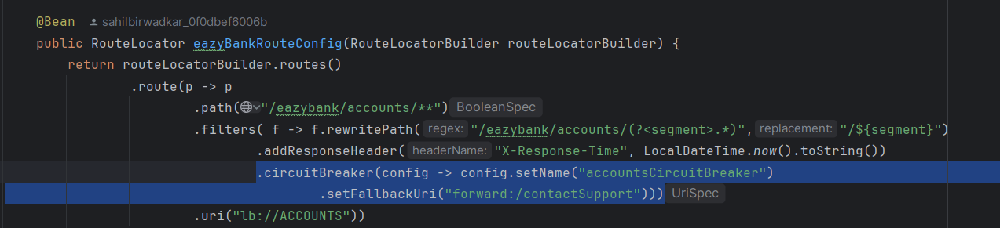 @Bean sahilbirwadkar_0f0dbef6006b
public RouteLocator eazyBankRouteConfig(RouteLocatorBuilder routeLocatorBuilder) {
return routeLocatorBuilder.routes()
.route(p -> p
.path("/eazybank/accounts/**") BooleanSpec
.filters( f -> f.rewritePath( regex: "/eazybank/accounts/(?<segment>.*)", replacement: "/${segment}")
.addResponseHeader( headerName: "X-Response-Time", LocalDateTime.now().toString())
.circuitBreaker(config -> config.setName("accountsCircuitBreaker")
.setFallbackUri("forward:/contactSupport"))) UriSpec
.uri("lb://ACCOUNTS"))